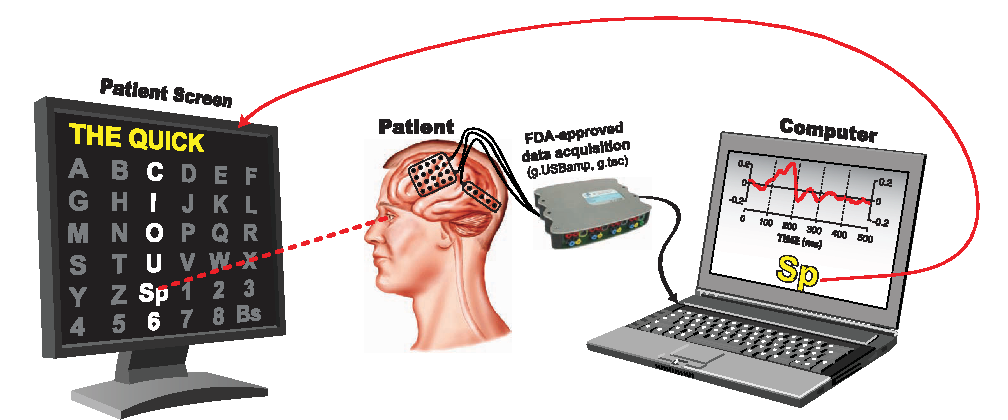 Patient Screen
THE QUICK
A B C D E F
G H I J K L
M N O P Q R
S T U V W X
Y Z Sp 1 2 3
4 5 6 7 8 Bs
Patient
FDA-approved
data acquisition
(g.USBamp, g.tec)
Computer
0.6 0.2
0 0
-0.2 -0.2
0 100 200 300 400 500
TIME (msec)
Sp